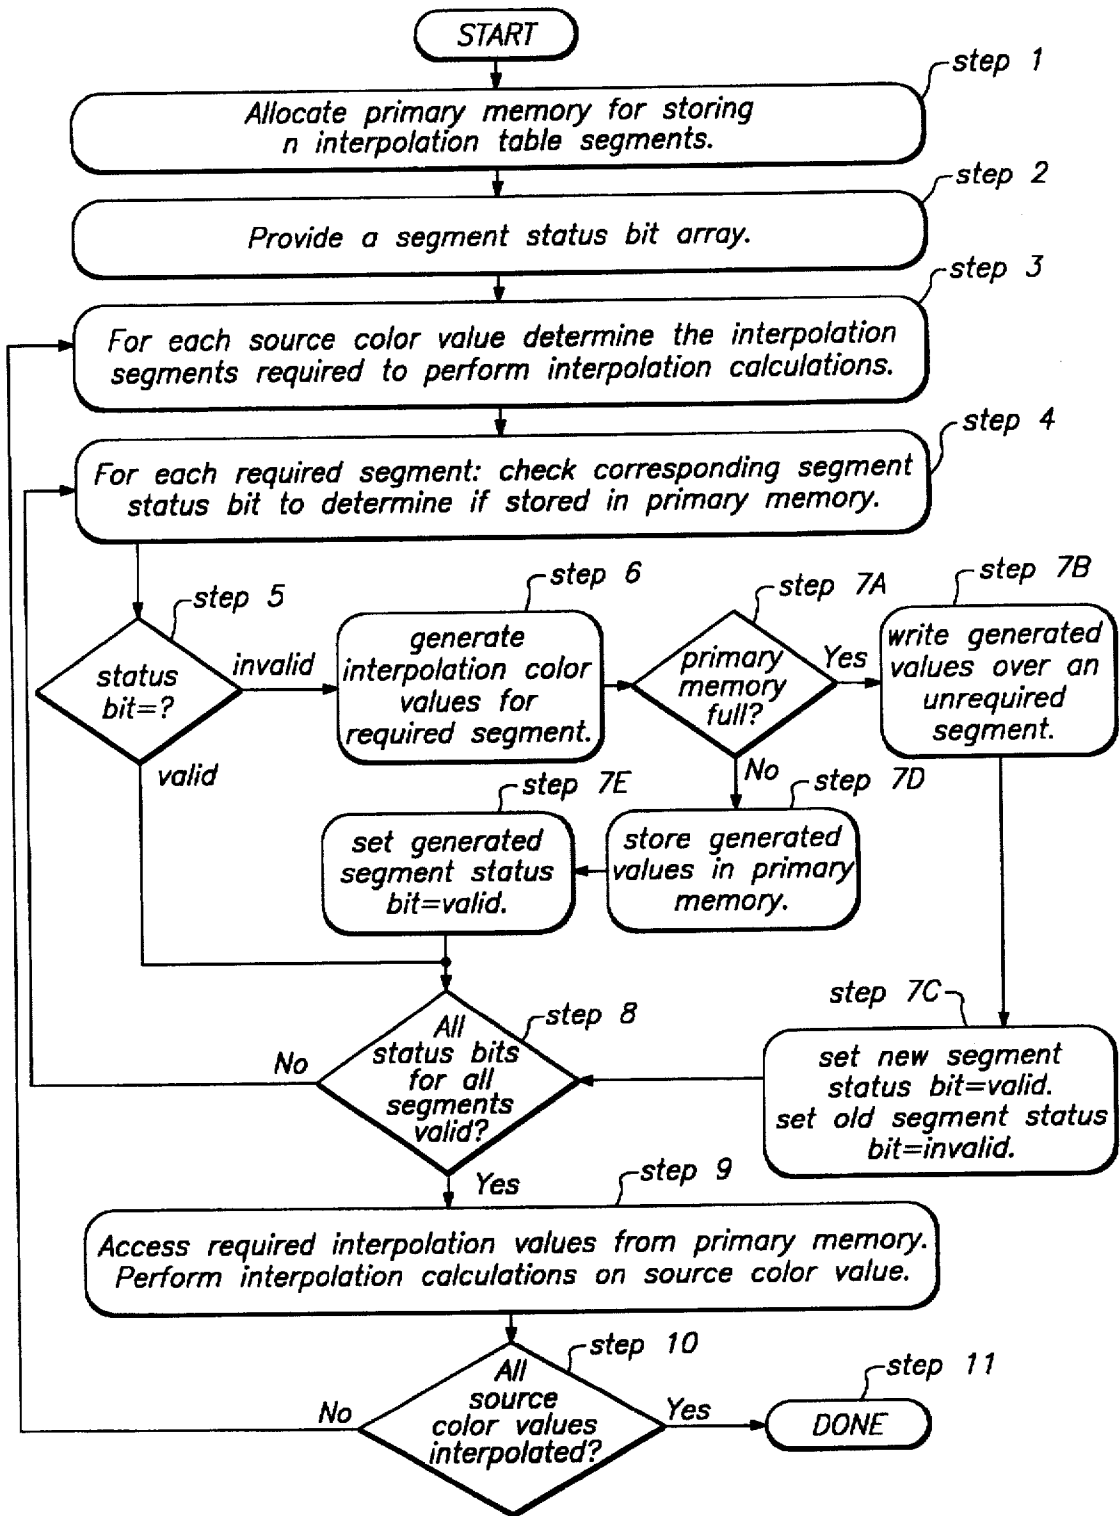 START
step 1
Allocate primary memory for storing
n interpolation table segments.
step 2
Provide a segment status bit array.
step 3
For each source color value determine the interpolation
segments required to perform interpolation calculations.
step 4
For each required segment: check corresponding segment
status bit to determine if stored in primary memory.
step 5
status
bit=?
invalid
valid
step 6
generate
interpolation color
values for
required segment.
step 7A
primary
memory
full?
Yes
No
step 7B
write generated
values over an
unrequired
segment.
step 7D
store generated
values in primary
memory.
step 7E
set generated
segment status
bit=valid.
step 7C
set new segment
status bit=valid.
set old segment status
bit=invalid.
step 8
All
status bits
for all
segments
valid?
No
Yes
step 9
Access required interpolation values from primary memory.
Perform interpolation calculations on source color value.
step 10
All
source
color values
interpolated?
No
Yes
step 11
DONE